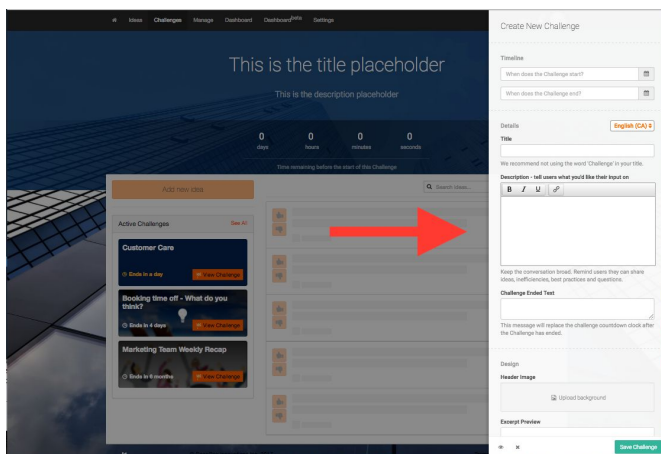 Ideas Challenges Manage Dashboard Dashboardbeta Settings
This is the title placeholder
This is the description placeholder
0 0 0 0
days hours minutes seconds
Time remaining before the start of this Challenge
Add new idea
Search ideas...
Active Challenges See All
Customer Care
Ends in a day View Challenge
Booking time off - What do you
think?
Ends in 4 days View Challenge
Marketing Team Weekly Recap
Ends in 6 months View Challenge
Create New Challenge
Timeline
When does the Challenge start?
When does the Challenge end?
Details English (CA)
Title
We recommend not using the word 'Challenge' in your title.
Description - tell users what you'd like their input on
B I U
Keep the conversation broad. Remind users they can share
ideas, inefficiencies, best practices and questions.
Challenge Ended Text
This message will replace the challenge countdown clock after
the Challenge has ended.
Design
Header Image
Upload background
Excerpt Preview
Save Challenge